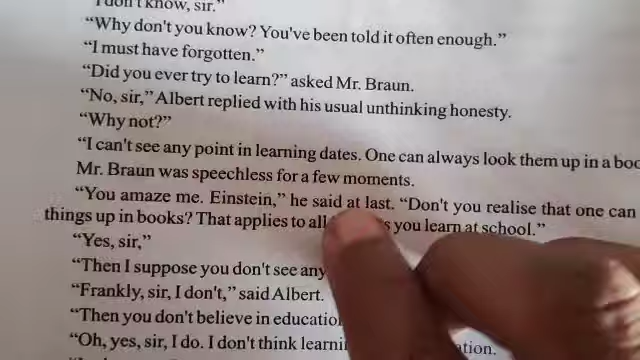 I don't know, sir."
"Why don't you know? You've been told it often enough."
"I must have forgotten."
"Did you ever try to learn?" asked Mr. Braun.
"No, sir," Albert replied with his usual unthinking honesty.
"Why not?"
"I can't see any point in learning dates. One can always look them up in a
Mr. Braun was speechless for a few moments.
"You amaze me. Einstein," he said at last. "Don't you realise that one can
things up in books? That applies to all you learn at school."
"Yes, sir,"
"Then I suppose you don't see any
"Frankly, sir, I don't," said Albert.
"Then you don't believe in
"Oh, yes, sir, I do. I don't think